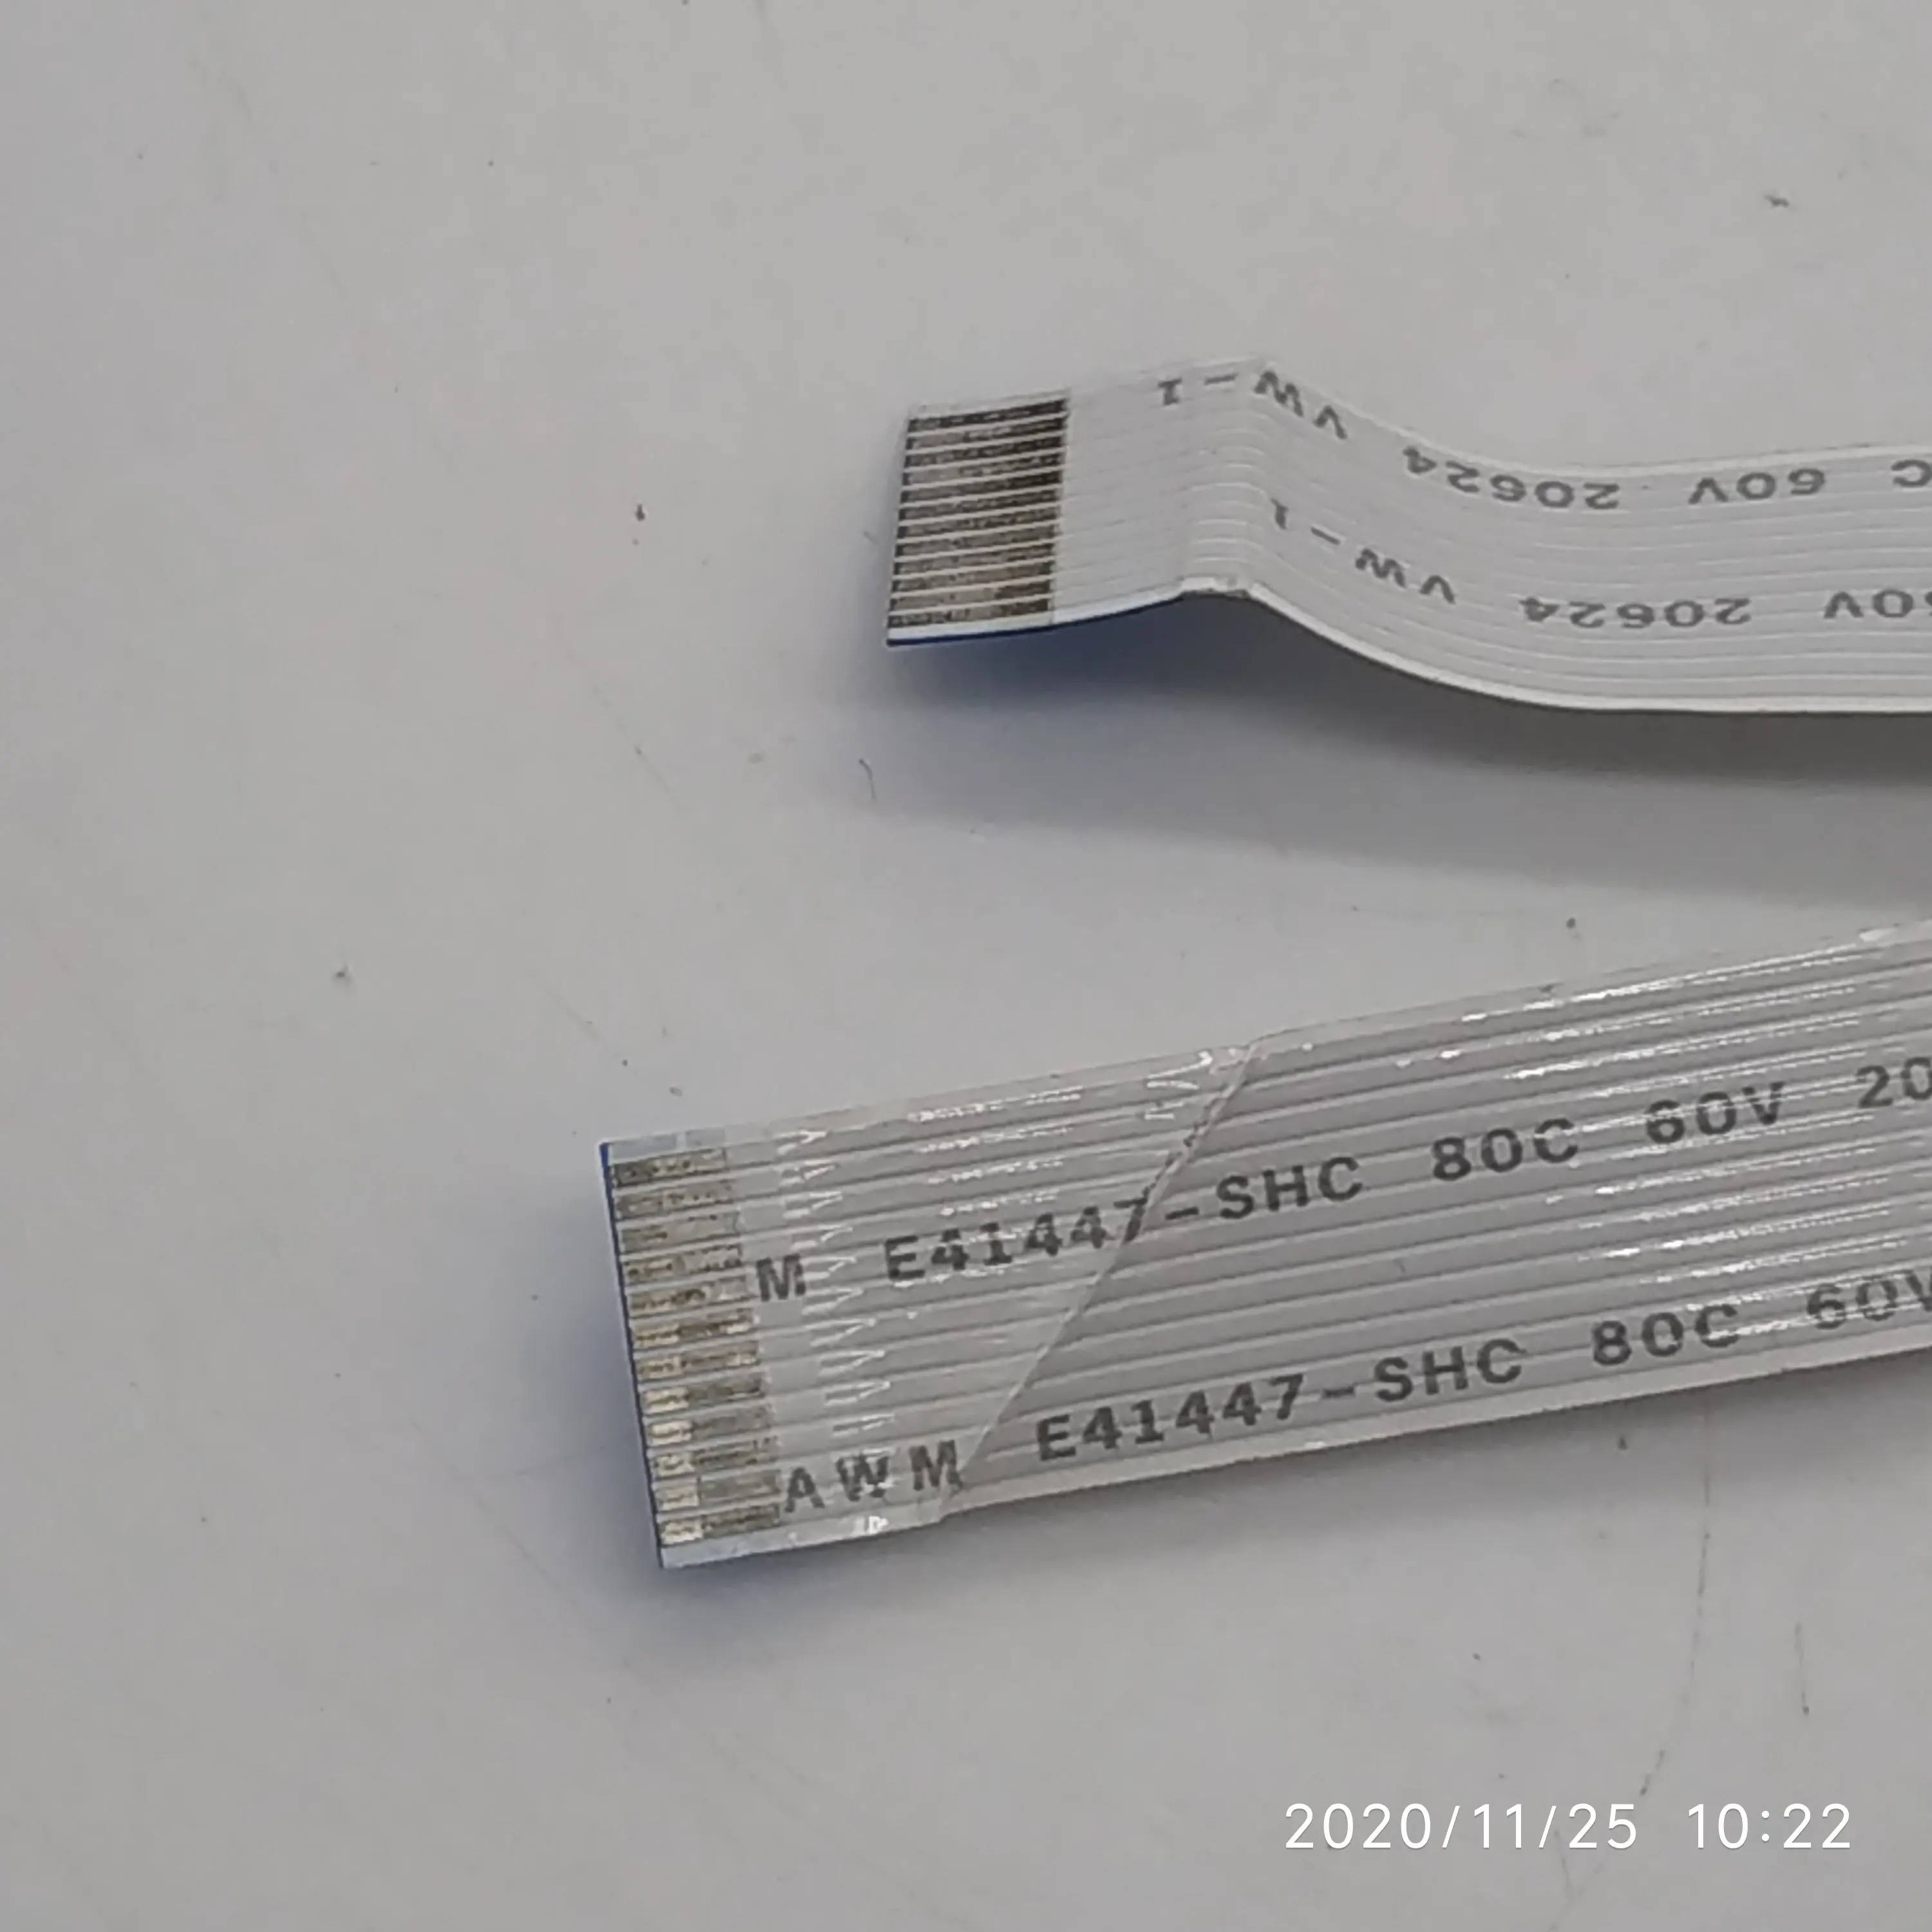 C 60V 20624 VW-1
60V 20624 VW-1
M E41447-SHC 80C 60V 20
AWM E41447-SHC 80C 60V
2020/11/25 10:22